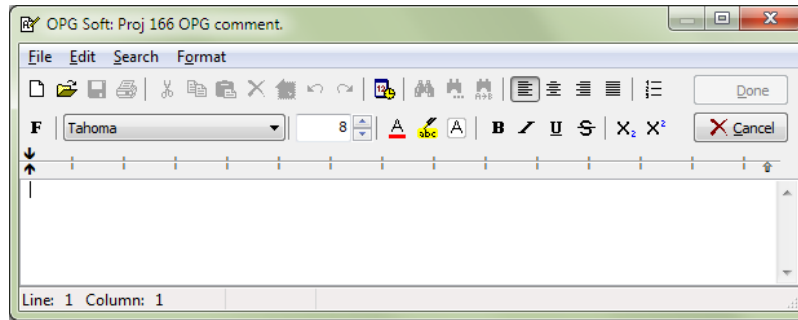 OPG Soft: Proj 166 OPG comment.
File Edit Search Format
Done
F Tahoma 8 A abc A B I U S X₂ X² Cancel
Line: 1 Column: 1